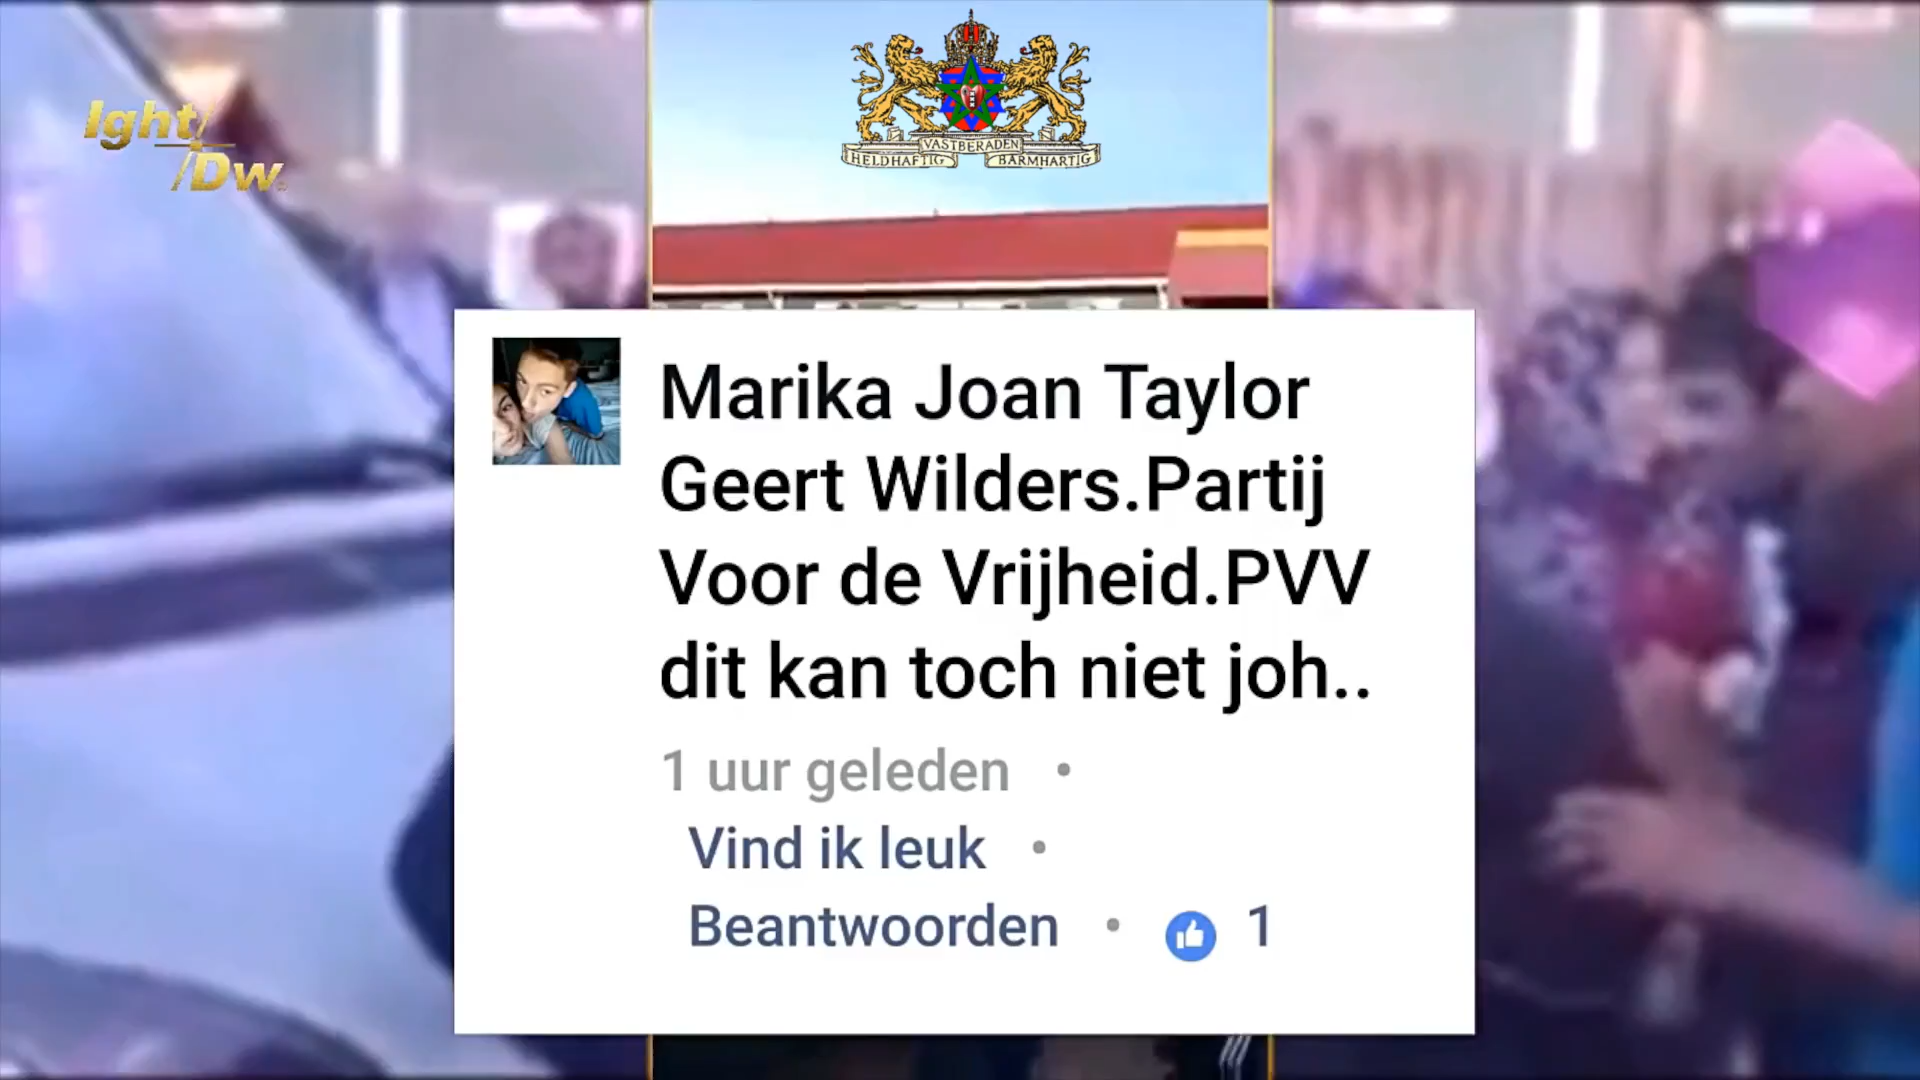 Ight/
/Dw.
VASTBERADEN
HELDHAFTIG BARMHARTIG
Marika Joan Taylor
Geert Wilders.Partij
Voor de Vrijheid.PVV
dit kan toch niet joh..
1 uur geleden •
Vind ik leuk •
Beantwoorden • 1